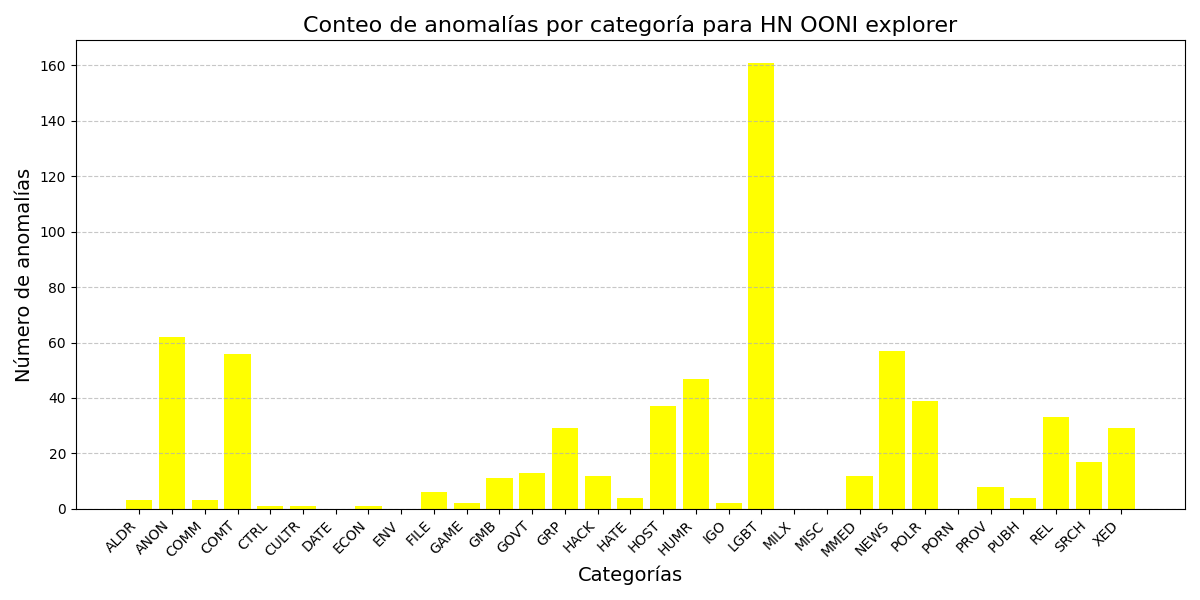 Conteo de anomalías por categoría para HN OONI explorer
Número de anomalías
160
140
120
100
80
60
40
20
0
ALDR
ANON
COMM
COMT
CTRL
CULTR
DATE
ECON
ENV
FILE
GAME
GMB
GOVT
GRP
HACK
HATE
HOST
HUMR
IGO
LGBT
MILX
MISC
MMED
NEWS
POLR
PORN
PROV
PUBH
REL
SRCH
XED
Categorías